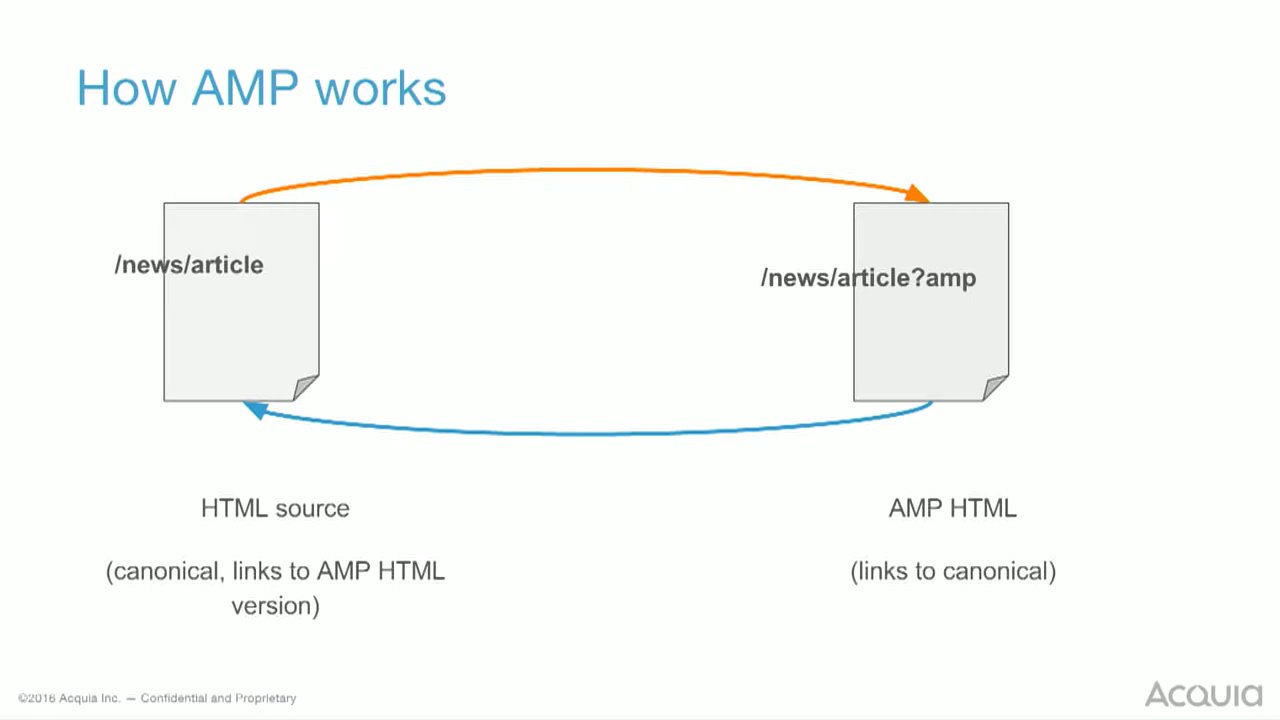 How AMP works
/news/article
/news/article?amp
HTML source
AMP HTML
(canonical, links to AMP HTML
version)
(links to canonical)
©2016 Acquia Inc. — Confidential and Proprietary
Acquia